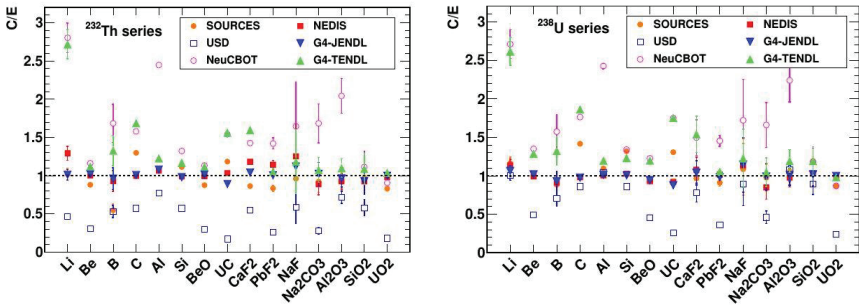 C/E
²³²Th series
SOURCES
NEDIS
USD
G4-JENDL
NeuCBOT
G4-TENDL
3
2.5
2
1.5
1
0.5
0
Li
Be
B
C
Al
Si
BeO
UC
CaF2
PbF2
NaF
Na2CO3
Al2O3
SiO2
UO2
C/E
²³⁸U series
SOURCES
NEDIS
USD
G4-JENDL
NeuCBOT
G4-TENDL
3
2.5
2
1.5
1
0.5
0
Li
Be
B
C
Al
Si
BeO
UC
CaF2
PbF2
NaF
Na2CO3
Al2O3
SiO2
UO2